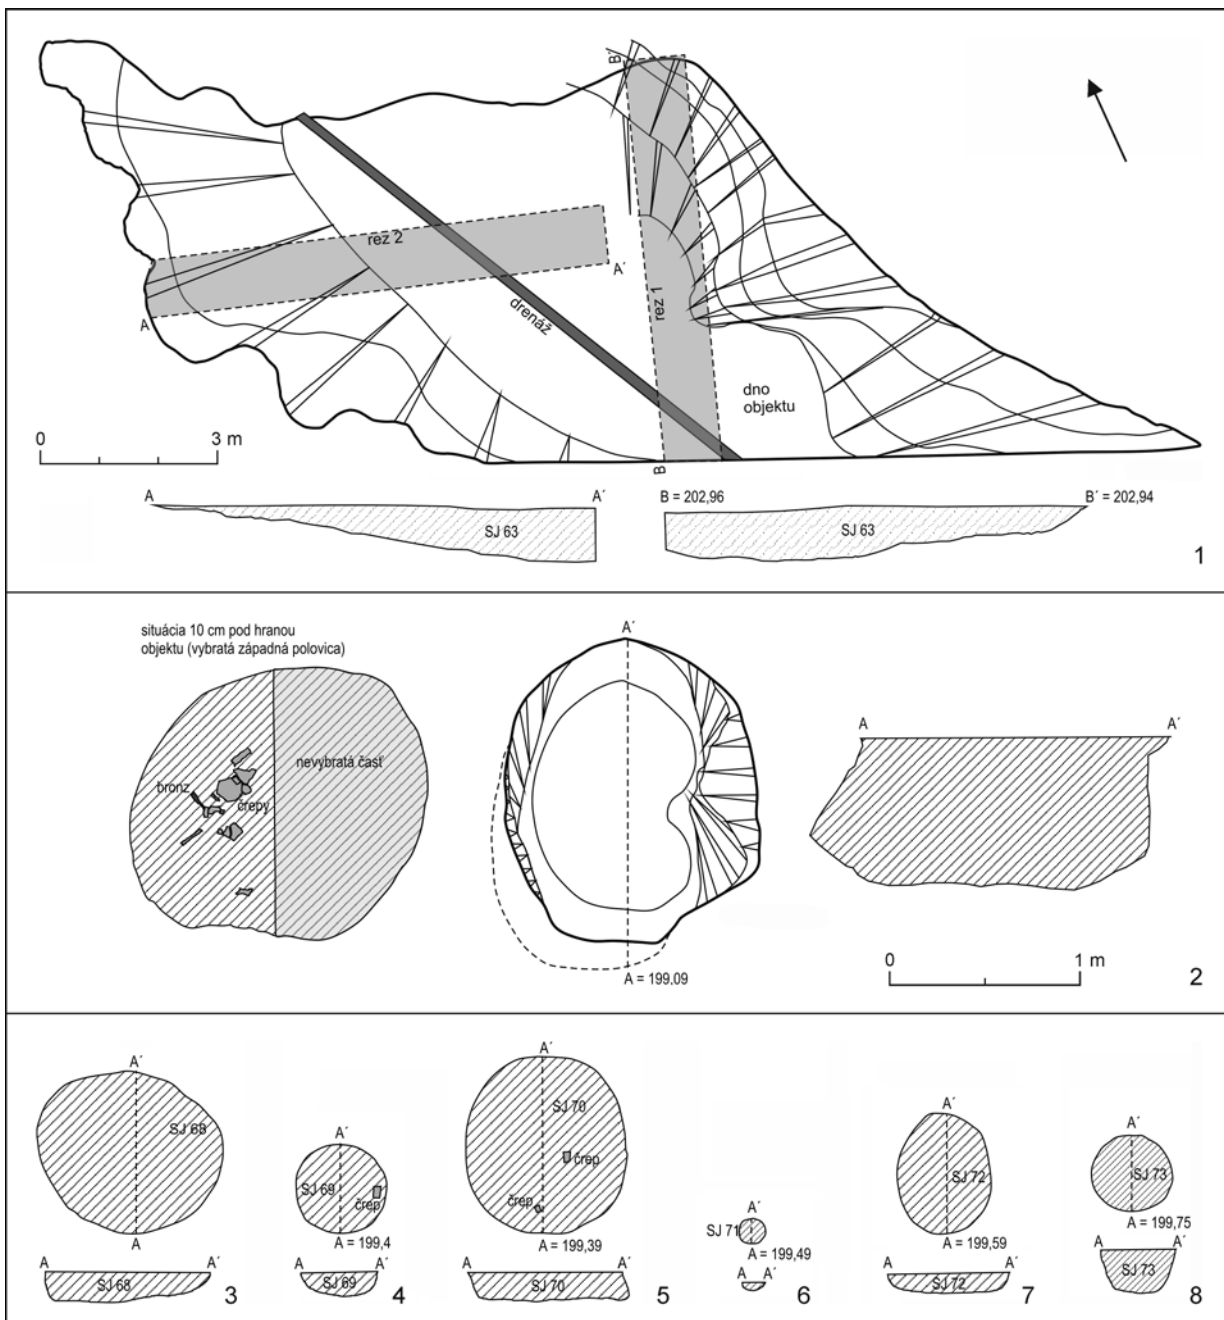 B´
rez 2
A´
A
drenáž
rez 1
dno
objektu
B
0 3 m
A A´ B = 202,96 B´ = 202,94
SJ 63 SJ 63
1
situácia 10 cm pod hranou
objektu (vybratá západná polovica)
bronz
črepy
nevybratá časť
A´
A = 199,09
A A´
0 1 m
2
A´
SJ 68
A
A A´
SJ 68
3
A´
SJ 69
črep
A = 199,4
A A´
SJ 69
4
A´
SJ 70
črep
črep
A = 199,39
A A´
SJ 70
5
A´
SJ 71
A = 199,49
A A´
6
A´
SJ 72
A = 199,59
A A´
SJ 72
7
A´
SJ 73
A = 199,75
A A´
SJ 73
8